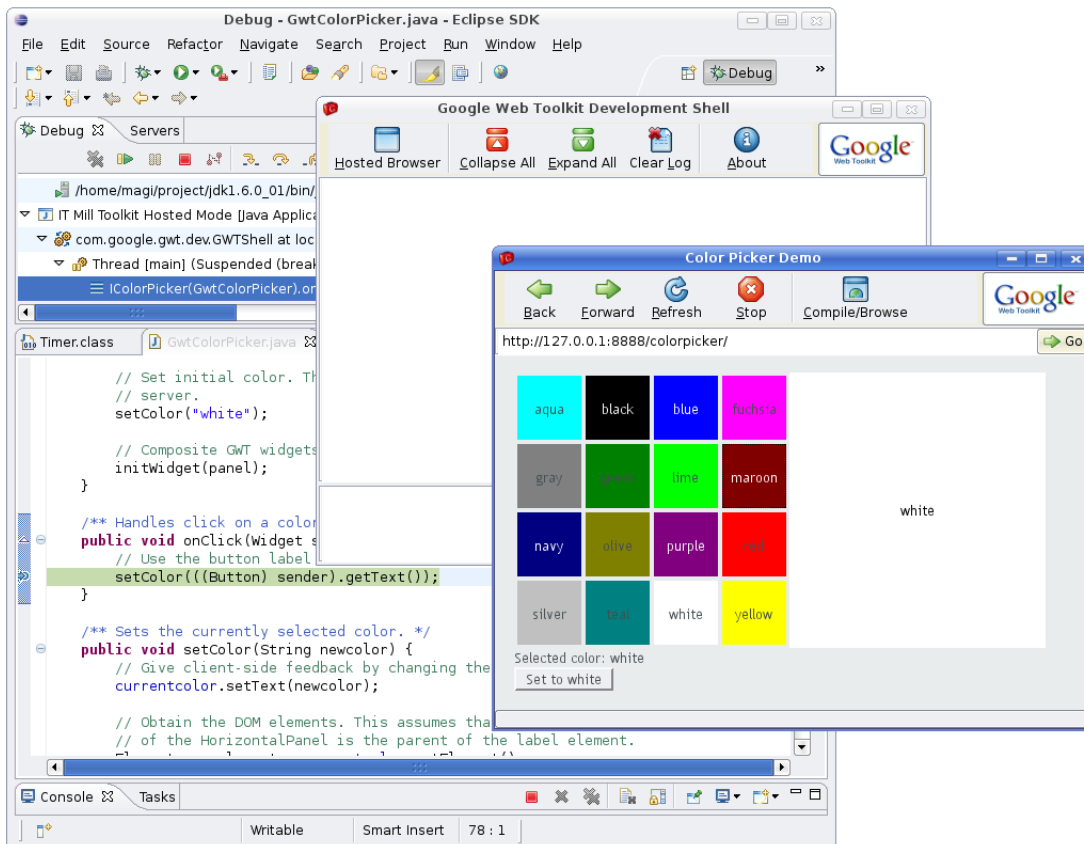 Debug - GwtColorPicker.java - Eclipse SDK
File Edit Source Refactor Navigate Search Project Run Window Help
Debug »
Debug Servers
/home/magi/project/jdk1.6.0_01/bin/
IT Mill Toolkit Hosted Mode [Java Applica
com.google.gwt.dev.GWTShell at loc
Thread [main] (Suspended (break
IColorPicker(GwtColorPicker).or
Timer.class GwtColorPicker.java
// Set initial color. Th
// server.
setColor("white");
// Composite GWT widgets
initWidget(panel);
}
/** Handles click on a color
public void onClick(Widget s
// Use the button label
setColor(((Button) sender).getText());
}
/** Sets the currently selected color. */
public void setColor(String newcolor) {
// Give client-side feedback by changing the
currentcolor.setText(newcolor);
// Obtain the DOM elements. This assumes tha
// of the HorizontalPanel is the parent of the label element.
Console Tasks
Writable Smart Insert 78 : 1
Google Web Toolkit Development Shell
Hosted Browser Collapse All Expand All Clear Log About
Google
Web Toolkit
Color Picker Demo
Back Forward Refresh Stop Compile/Browse
Google
Web Toolkit
http://127.0.0.1:8888/colorpicker/ Go
aqua black blue fuchsia
gray green lime maroon
navy olive purple red
silver teal white yellow
white
Selected color: white
Set to white